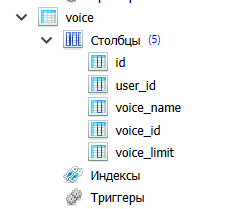 voice
Столбцы (5)
id
user_id
voice_name
voice_id
voice_limit
Индексы
Триггеры